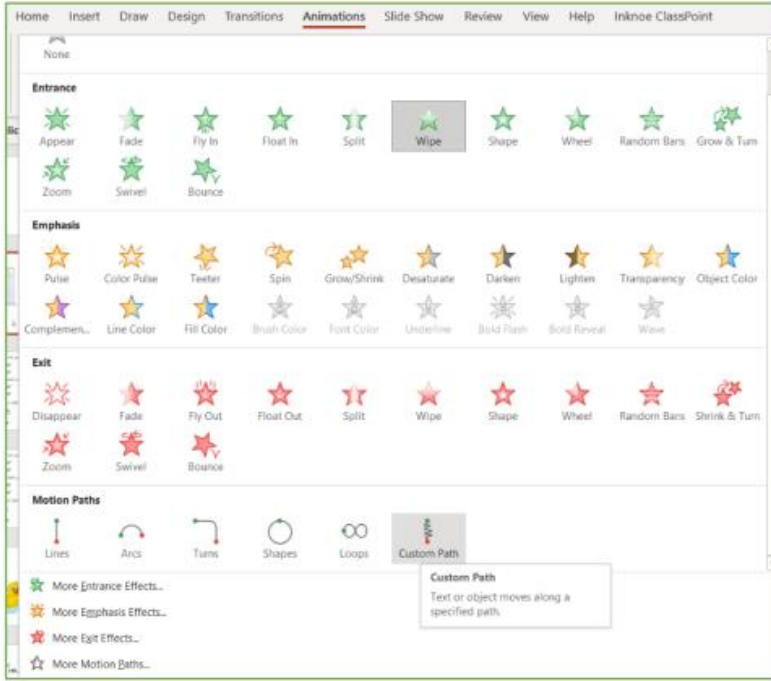 Home Insert Draw Design Transitions Animations Slide Show Review View Help Inknoe ClassPoint
None
Entrance
Appear Fade Fly In Float In Split Wipe Shape Wheel Random Bars Grow & Turn
Zoom Swivel Bounce
Emphasis
Pulse Color Pulse Teeter Spin Grow/Shrink Desaturate Darken Lighten Transparency Object Color
Complemen... Line Color Fill Color Brush Color Font Color Underline Bold Flash Bold Reveal Wave
Exit
Disappear Fade Fly Out Float Out Split Wipe Shape Wheel Random Bars Shrink & Turn
Zoom Swivel Bounce
Motion Paths
Lines Arcs Turns Shapes Loops Custom Path
Custom Path
Text or object moves along a
specified path.
More Entrance Effects...
More Emphasis Effects...
More Exit Effects...
More Motion Paths...